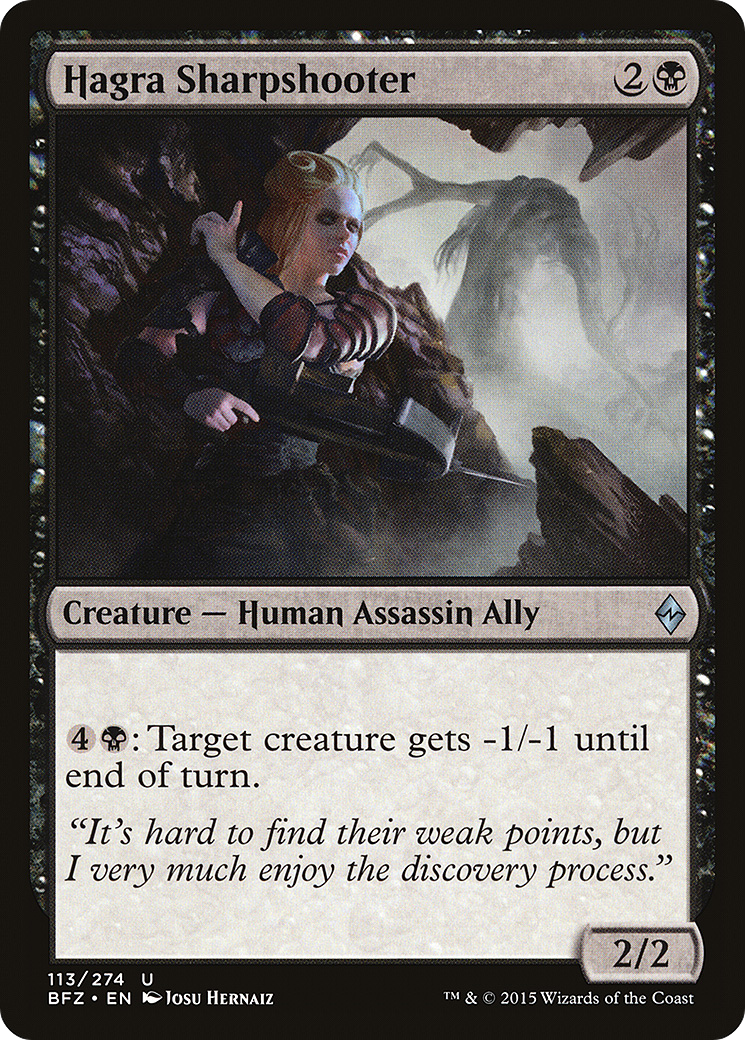 Hagra Sharpshooter 2
Creature — Human Assassin Ally
4: Target creature gets -1/-1 until
end of turn.
“It’s hard to find their weak points, but
I very much enjoy the discovery process.”
2/2
113/274 U
BFZ • EN Josu Hernaiz
™ & © 2015 Wizards of the Coast